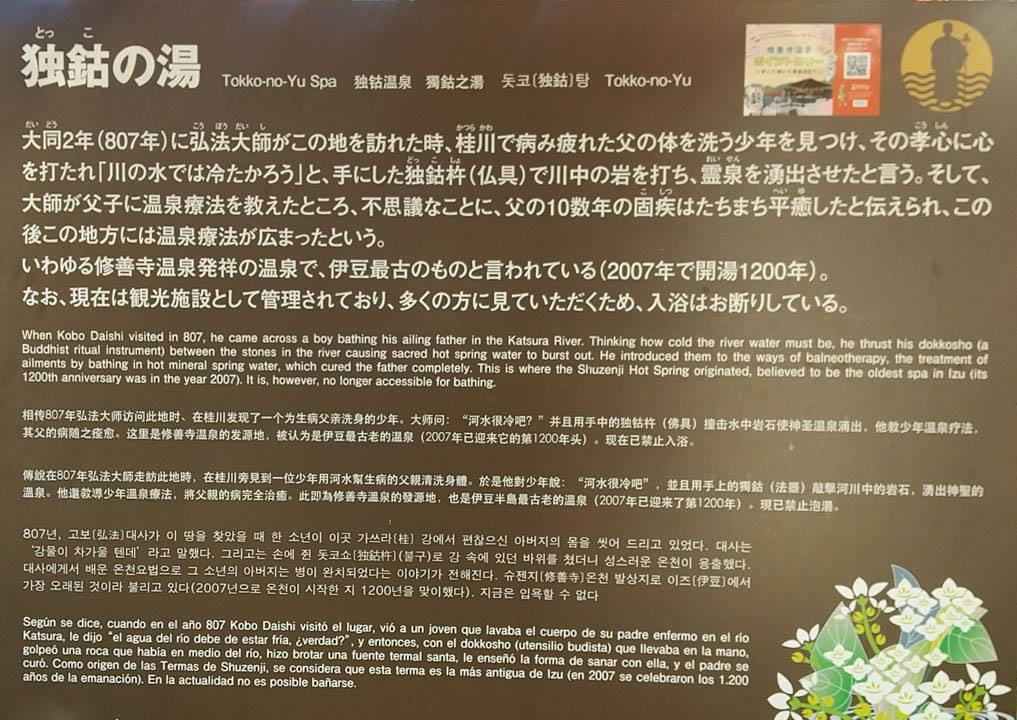 とっ こ
独鈷の湯 Tokko-no-Yu Spa 独钴温泉 獨鈷之湯 돗코〔独鈷〕탕 Tokko-no-Yu
修善寺温泉
だい どう こう ぼう だい し かつら かわ こう しん
大同2年(807年)に弘法大師がこの地を訪れた時、桂川で病み疲れた父の体を洗う少年を見つけ、その孝心に心
とっ こ しょ れい せん
を打たれ「川の水では冷たかろう」と、手にした独鈷杵(仏具)で川中の岩を打ち、霊泉を湧出させたと言う。そして、
こ しつ へい ゆ
大師が父子に温泉療法を教えたところ、不思議なことに、父の10数年の固疾はたちまち平癒したと伝えられ、この
後この地方には温泉療法が広まったという。
いわゆる修善寺温泉発祥の温泉で、伊豆最古のものと言われている(2007年で開湯1200年)。
なお、現在は観光施設として管理されており、多くの方に見ていただくため、入浴はお断りしている。
When Kobo Daishi visited in 807, he came across a boy bathing his ailing father in the Katsura River. Thinking how cold the river water must be, he thrust his dokkosho (a
Buddhist ritual instrument) between the stones in the river causing sacred hot spring water to burst out. He introduced them to the ways of balneotherapy, the treatment of
ailments by bathing in hot mineral spring water, which cured the father completely. This is where the Shuzenji Hot Spring originated, believed to be the oldest spa in Izu (its
1200th anniversary was in the year 2007). It is, however, no longer accessible for bathing.
相传807年弘法大师访问此地时、在桂川发现了一个为生病父亲洗身的少年。大师问：“河水很冷吧？”并且用手中的独钴杵（佛具）撞击水中岩石使神圣温泉涌出，他教少年温泉疗法，
其父的病随之痊愈。这里是修善寺温泉的发源地，被认为是伊豆最古老的温泉（2007年已迎来它的第1200年头）。现在已禁止入浴。
傳說在807年弘法大師走訪此地時，在桂川旁見到一位少年用河水幫生病的父親清洗身體。於是他對少年說：“河水很冷吧”，並且用手上的獨鈷（法器）敲擊河川中的岩石，湧出神聖的
溫泉。他還教導少年溫泉療法，將父親的病完全治癒。此即為修善寺溫泉的發源地，也是伊豆半島最古老的溫泉（2007年已迎來了第1200年）。現已禁止泡湯。
807년, 고보〔弘法〕대사가 이 땅을 찾았을 때 한 소년이 이곳 가쓰라〔桂〕 강에서 편찮으신 아버지의 몸을 씻어 드리고 있었다. 대사는
‘강물이 차가울 텐데’ 라고 말했다. 그리고는 손에 쥔 돗코쇼〔独鈷杵〕(불구)로 강 속에 있던 바위를 쳤더니 성스러운 온천이 용출했다.
대사에게서 배운 온천요법으로 그 소년의 아버지는 병이 완치되었다는 이야기가 전해진다. 슈젠지〔修善寺〕온천 발상지로 이즈〔伊豆〕에서
가장 오래된 것이라 불리고 있다(2007년으로 온천이 시작한 지 1200년을 맞이했다). 지금은 입욕할 수 없다
Según se dice, cuando en el año 807 Kobo Daishi visitó el lugar, vió a un joven que lavaba el cuerpo de su padre enfermo en el río
Katsura, le dijo “el agua del río debe de estar fría, ¿verdad?”, y entonces, con el dokkosho (utensilio budista) que llevaba en la mano,
golpeó una roca que había en medio del río, hizo brotar una fuente termal santa, le enseñó la forma de sanar con ella, y el padre se
curó. Como origen de las Termas de Shuzenji, se considera que esta terma es la más antigua de Izu (en 2007 se celebraron los 1.200
años de la emanación). En la actualidad no es posible bañarse.